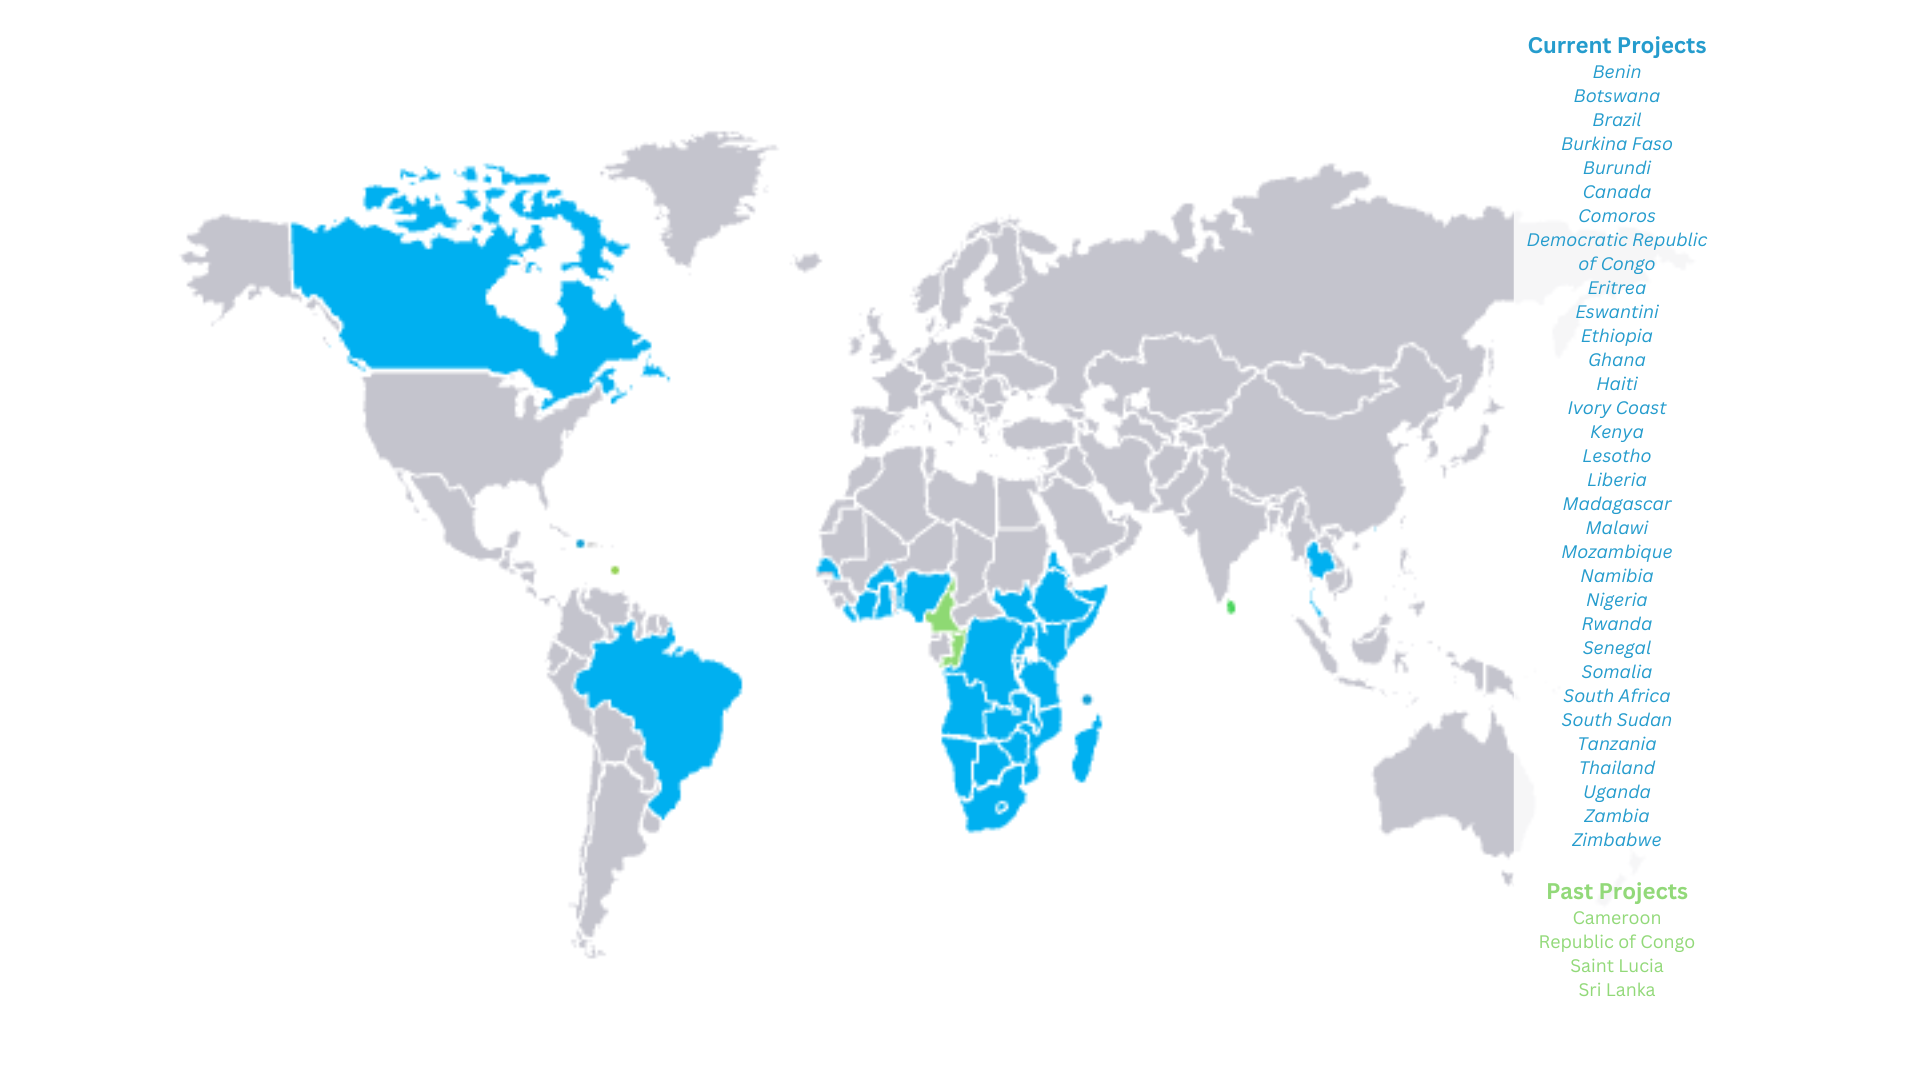 Current Projects
Benin
Botswana
Brazil
Burkina Faso
Burundi
Canada
Comoros
Democratic Republic
of Congo
Eritrea
Eswantini
Ethiopia
Ghana
Haiti
Ivory Coast
Kenya
Lesotho
Liberia
Madagascar
Malawi
Mozambique
Namibia
Nigeria
Rwanda
Senegal
Somalia
South Africa
South Sudan
Tanzania
Thailand
Uganda
Zambia
Zimbabwe
Past Projects
Cameroon
Republic of Congo
Saint Lucia
Sri Lanka